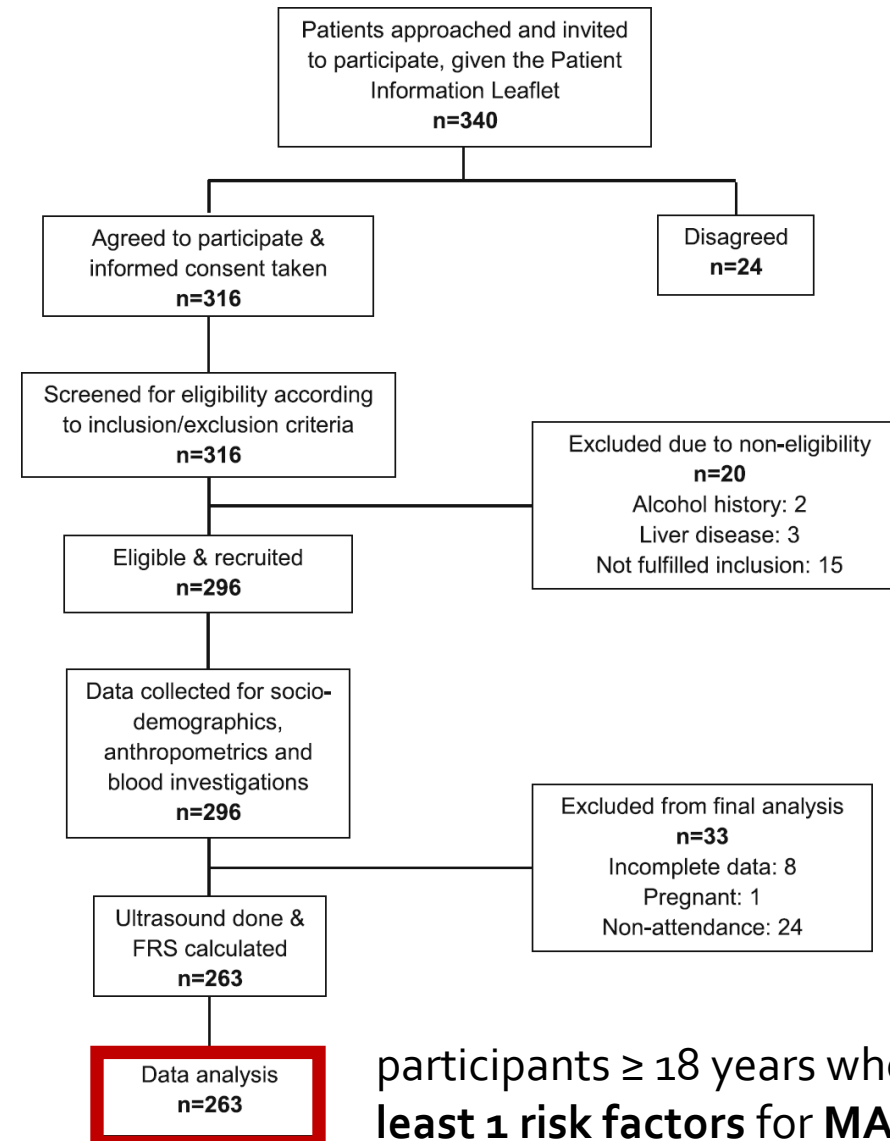 Patients approached and invited
to participate, given the Patient
Information Leaflet
n=340
Agreed to participate &
informed consent taken
n=316
Disagreed
n=24
Screened for eligibility according
to inclusion/exclusion criteria
n=316
Excluded due to non-eligibility
n=20
Alcohol history: 2
Liver disease: 3
Not fulfilled inclusion: 15
Eligible & recruited
n=296
Data collected for socio-
demographics,
anthropometrics and
blood investigations
n=296
Excluded from final analysis
n=33
Incomplete data: 8
Pregnant: 1
Non-attendance: 24
Ultrasound done &
FRS calculated
n=263
Data analysis
n=263
participants ≥ 18 years
least 1 risk factors for